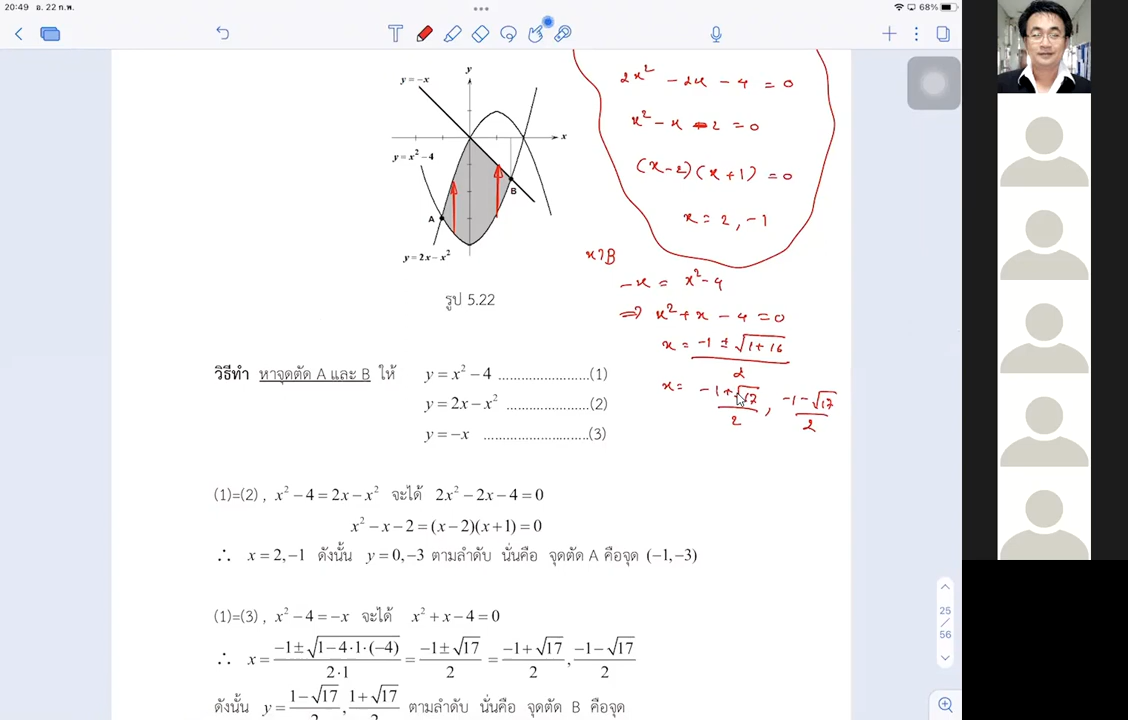 20:49 อ. 22 ก.พ.
68%
T
y
y = −x
x
y = x² − 4
B
A
y = 2x − x²
รูป 5.22
2x² − 2x − 4 = 0
x² − x − 2 = 0
(x−2)(x+1) = 0
x = 2, −1
หา B
−x = x² − 4
⇒ x² + x − 4 = 0
x = −1 ± √1+16 / 2
x = −1+√17 / 2 , −1−√17 / 2
วิธีทำ หาจุดตัด A และ B ให้ y = x² − 4 ..............................(1)
y = 2x − x² ..........................(2)
y = −x .................................(3)
(1)=(2) , x² − 4 = 2x − x² จะได้ 2x² − 2x − 4 = 0
x² − x − 2 = (x − 2)(x + 1) = 0
∴ x = 2, −1 ดังนั้น y = 0, −3 ตามลำดับ นั่นคือ จุดตัด A คือจุด (−1, −3)
(1)=(3) , x² − 4 = −x จะได้ x² + x − 4 = 0
∴ x = −1 ± √1 − 4·1·(−4) / 2·1 = −1 ± √17 / 2 = −1 + √17 / 2 , −1 − √17 / 2
ดังนั้น y = 1 − √17 / 2 , 1 + √17 / 2 ตามลำดับ นั่นคือ จุดตัด B คือจุด
25
/
56